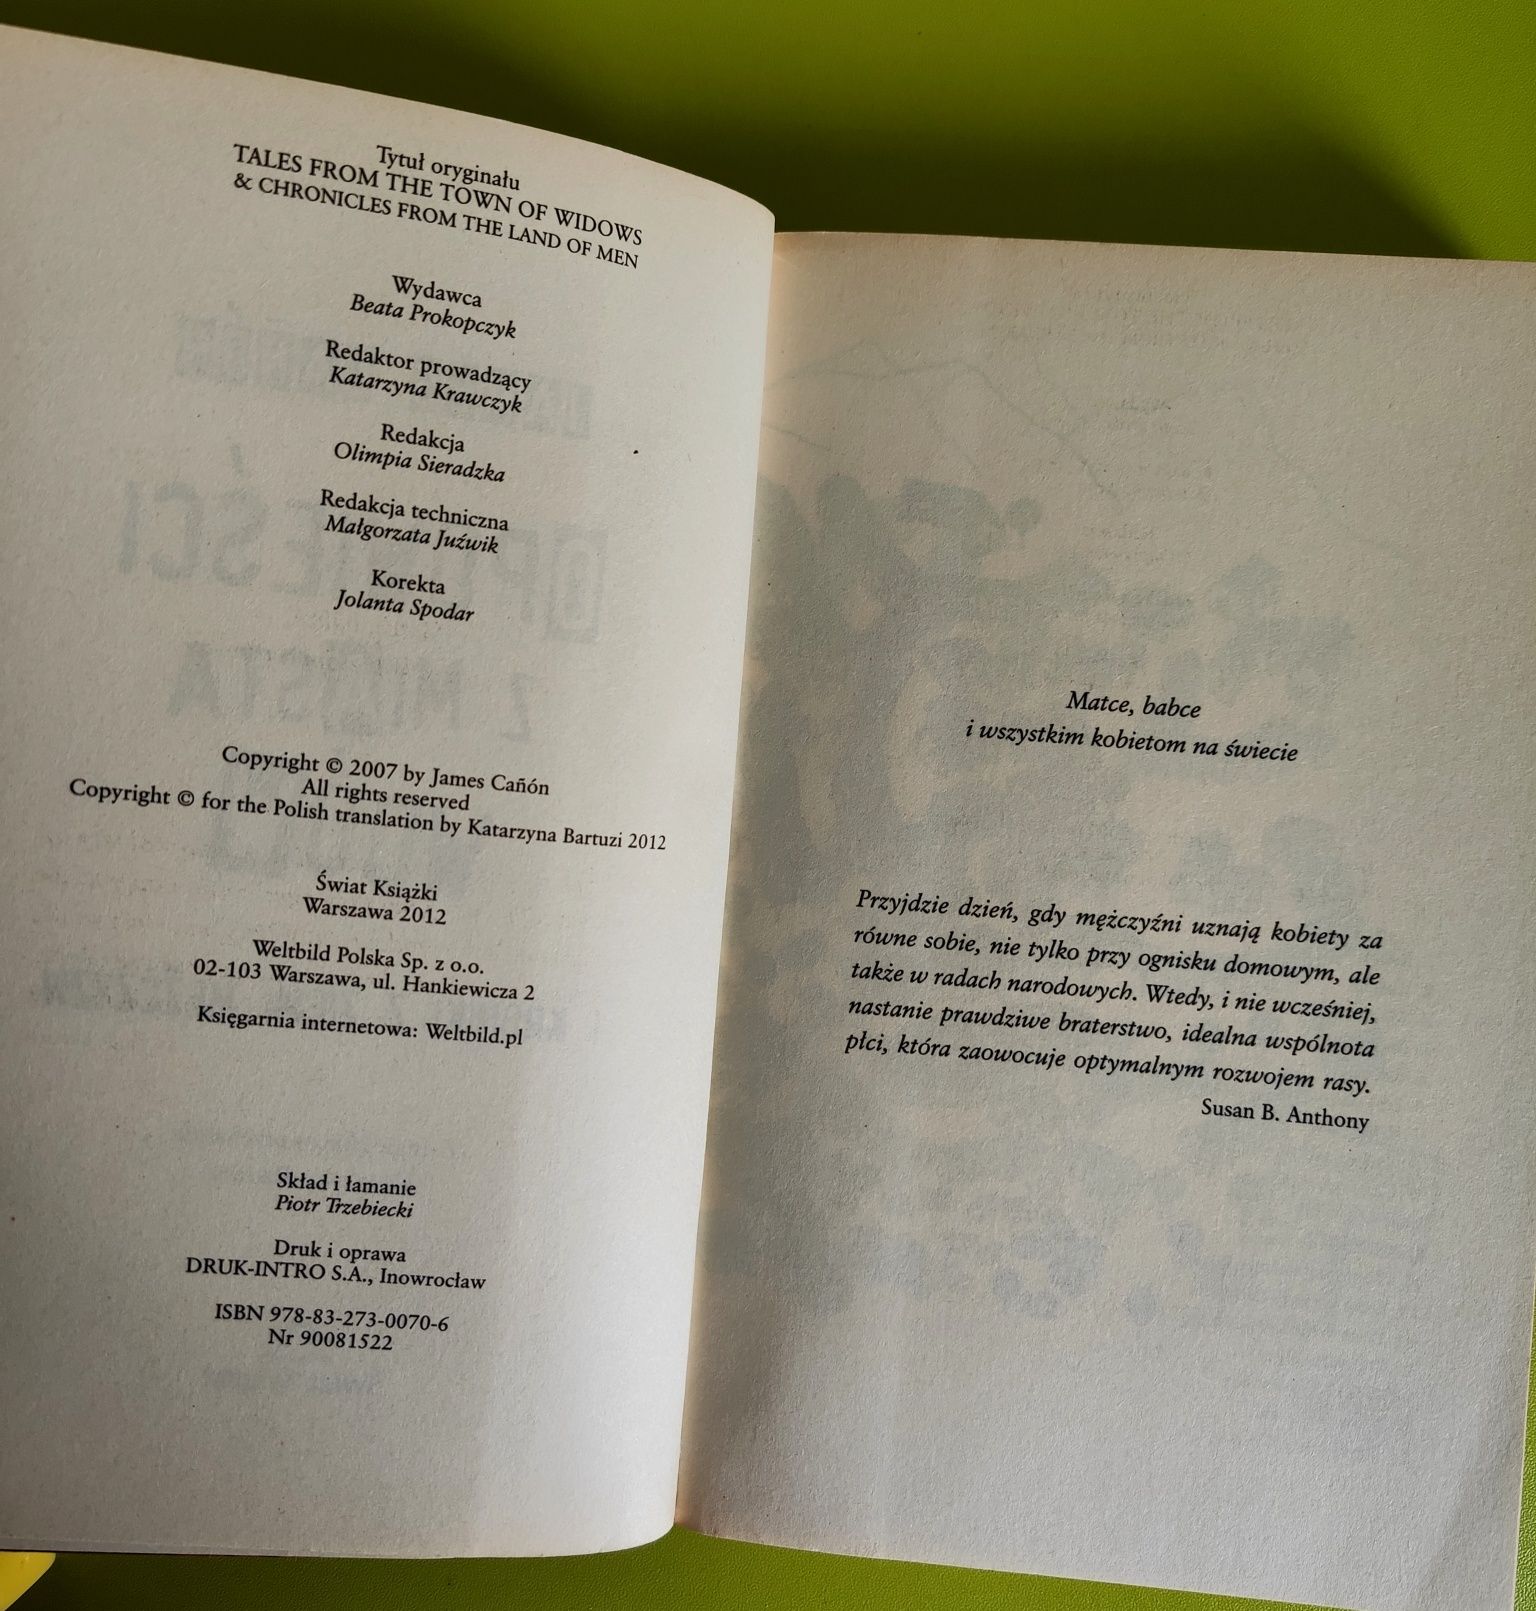 Tytuł oryginału
TALES FROM THE TOWN OF WIDOWS
& CHRONICLES FROM THE LAND OF MEN
Wydawca
Beata Prokopczyk
Redaktor prowadzący
Katarzyna Krawczyk
Redakcja
Olimpia Sieradzka
Redakcja techniczna
Małgorzata Juźwik
Korekta
Jolanta Spodar
Copyright © 2007 by James Cañón
All rights reserved
Copyright © for the Polish translation by Katarzyna Bartuzi 2012
Świat Książki
Warszawa 2012
Weltbild Polska Sp. z o.o.
02-103 Warszawa, ul. Hankiewicza 2
Księgarnia internetowa: Weltbild.pl
Skład i łamanie
Piotr Trzebiecki
Druk i oprawa
DRUK-INTRO S.A., Inowrocław
ISBN 978-83-273-0070-6
Nr 90081522
Matce, babce
i wszystkim kobietom na świecie
Przyjdzie dzień, gdy mężczyźni uznają kobiety za
równe sobie, nie tylko przy ognisku domowym, ale
także w radach narodowych. Wtedy, i nie wcześniej,
nastanie prawdziwe braterstwo, idealna wspólnota
płci, która zaowocuje optymalnym rozwojem rasy.
Susan B. Anthony